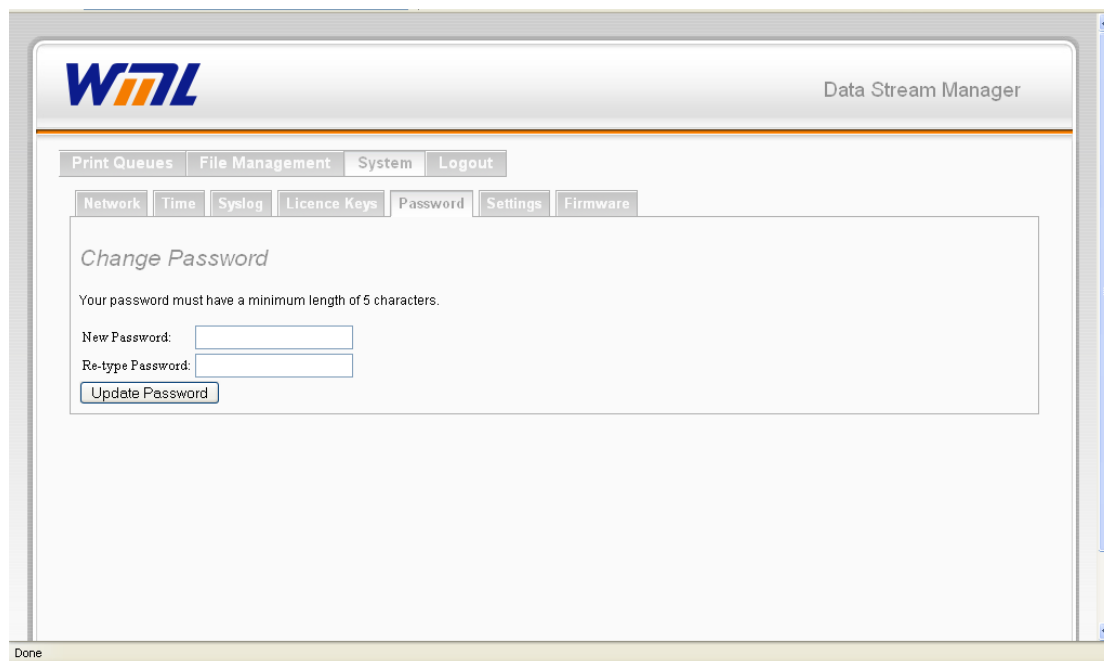 WML
Data Stream Manager
Print Queues File Management System Logout
Network Time Syslog Licence Keys Password Settings Firmware
Change Password
Your password must have a minimum length of 5 characters.
New Password:
Re-type Password:
Update Password
Done